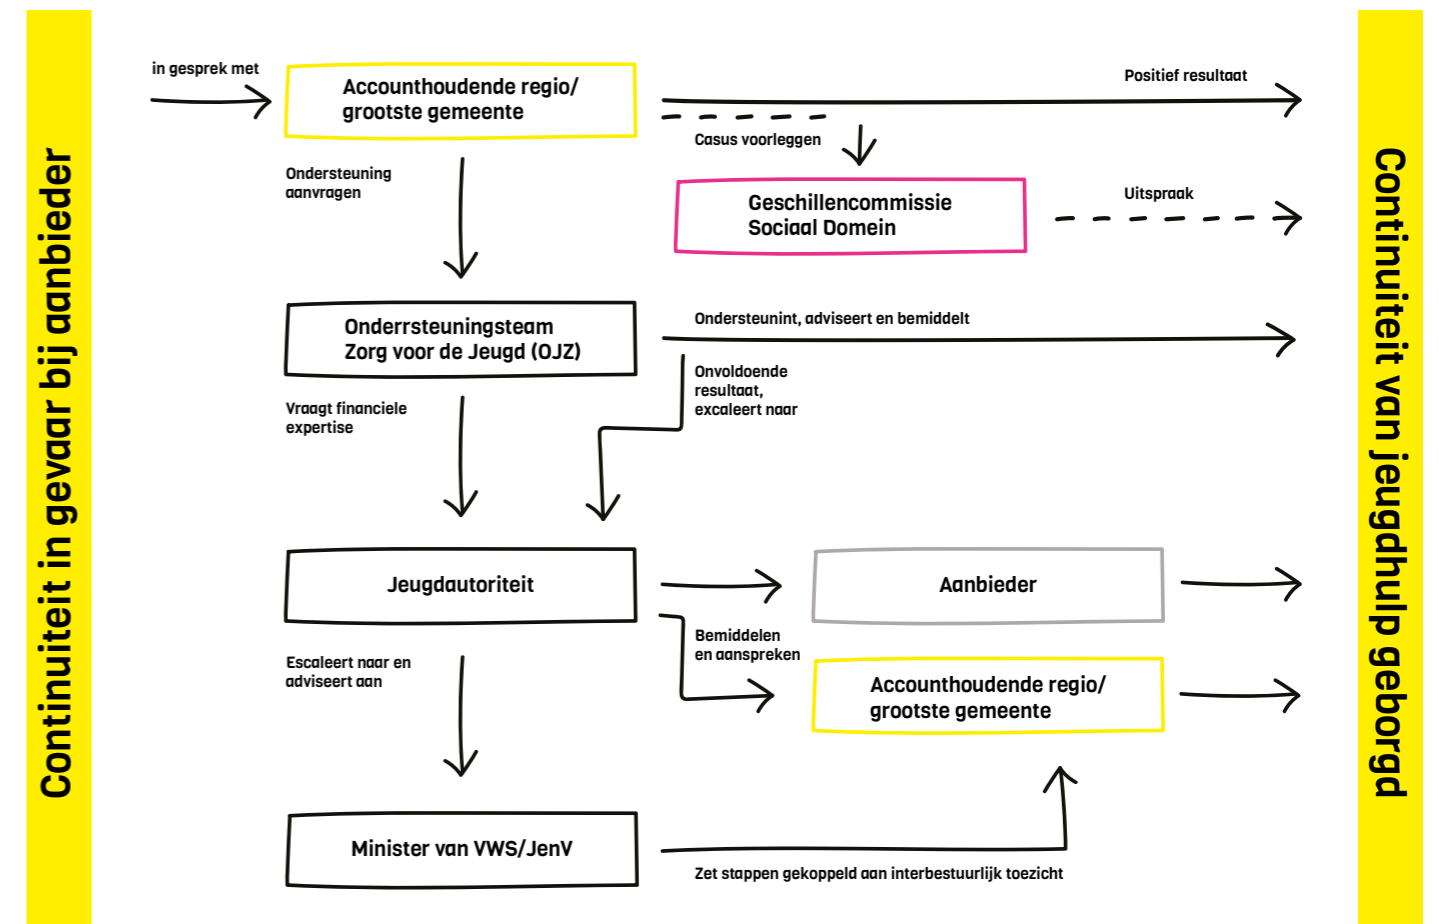 Continuiteit in gevaar bij aanbieder
in gesprek met
Accounthoudende regio/
grootste gemeente
Positief resultaat
Casus voorleggen
Ondersteuning
aanvragen
Geschillencommissie
Sociaal Domein
Uitspraak
Onderrsteuningsteam
Zorg voor de Jeugd (OJZ)
Ondersteunint, adviseert en bemiddelt
Onvoldoende
resultaat,
excaleert naar
Vraagt financiele
expertise
Jeugdautoriteit
Aanbieder
Bemiddelen
en aanspreken
Escaleert naar en
adviseert aan
Accounthoudende regio/
grootste gemeente
Minister van VWS/JenV
Zet stappen gekoppeld aan interbestuurlijk toezicht
Continuiteit van jeugdhulp geborgd